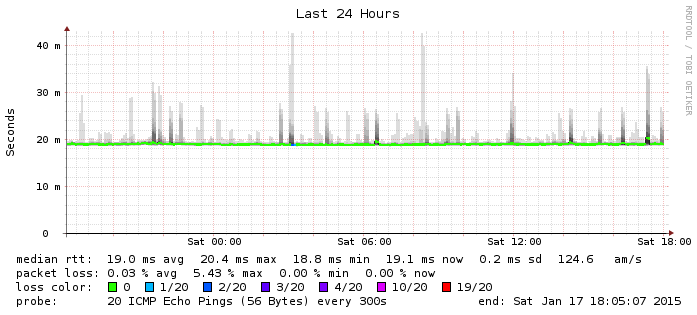 Last 24 Hours
RRDTOOL / TOBI OETIKER
Seconds
40 m
30 m
20 m
10 m
0
Sat 00:00 Sat 06:00 Sat 12:00 Sat 18:00
median rtt: 19.0 ms avg 20.4 ms max 18.8 ms min 19.1 ms now 0.2 ms sd 124.6 am/s
packet loss: 0.03 % avg 5.43 % max 0.00 % min 0.00 % now
loss color: 0 1/20 2/20 3/20 4/20 10/20 19/20
probe: 20 ICMP Echo Pings (56 Bytes) every 300s end: Sat Jan 17 18:05:07 2015